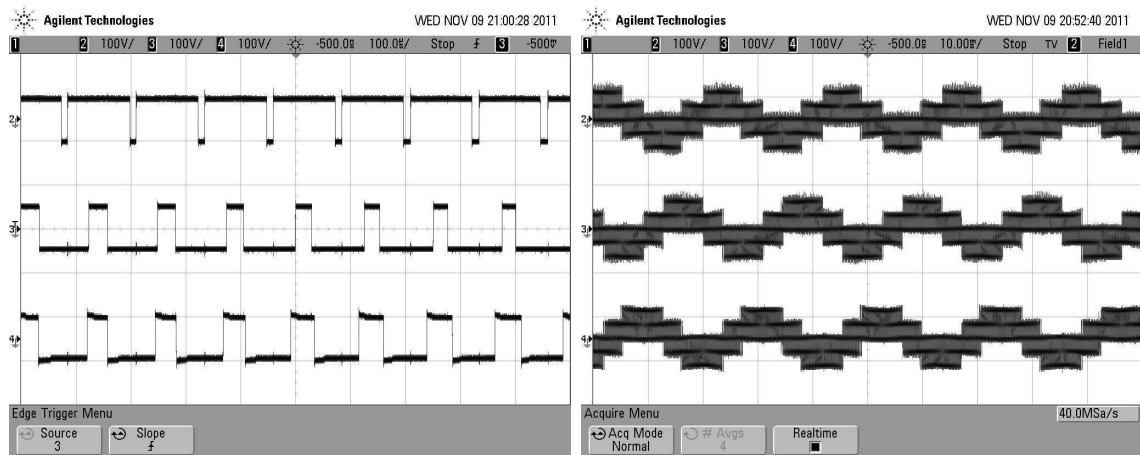 Agilent Technologies WED NOV 09 21:00:28 2011
1 2 100V/ 3 100V/ 4 100V/ -500.0s 100.0s/ Stop 3 -500
2
3
4
Edge Trigger Menu
Source
3
Slope
Agilent Technologies WED NOV 09 20:52:40 2011
1 2 100V/ 3 100V/ 4 100V/ -500.0s 10.00s/ Stop TV 2 Field1
2
3
4
Acquire Menu 40.0MSa/s
Acq Mode
Normal
# Avgs
4
Realtime